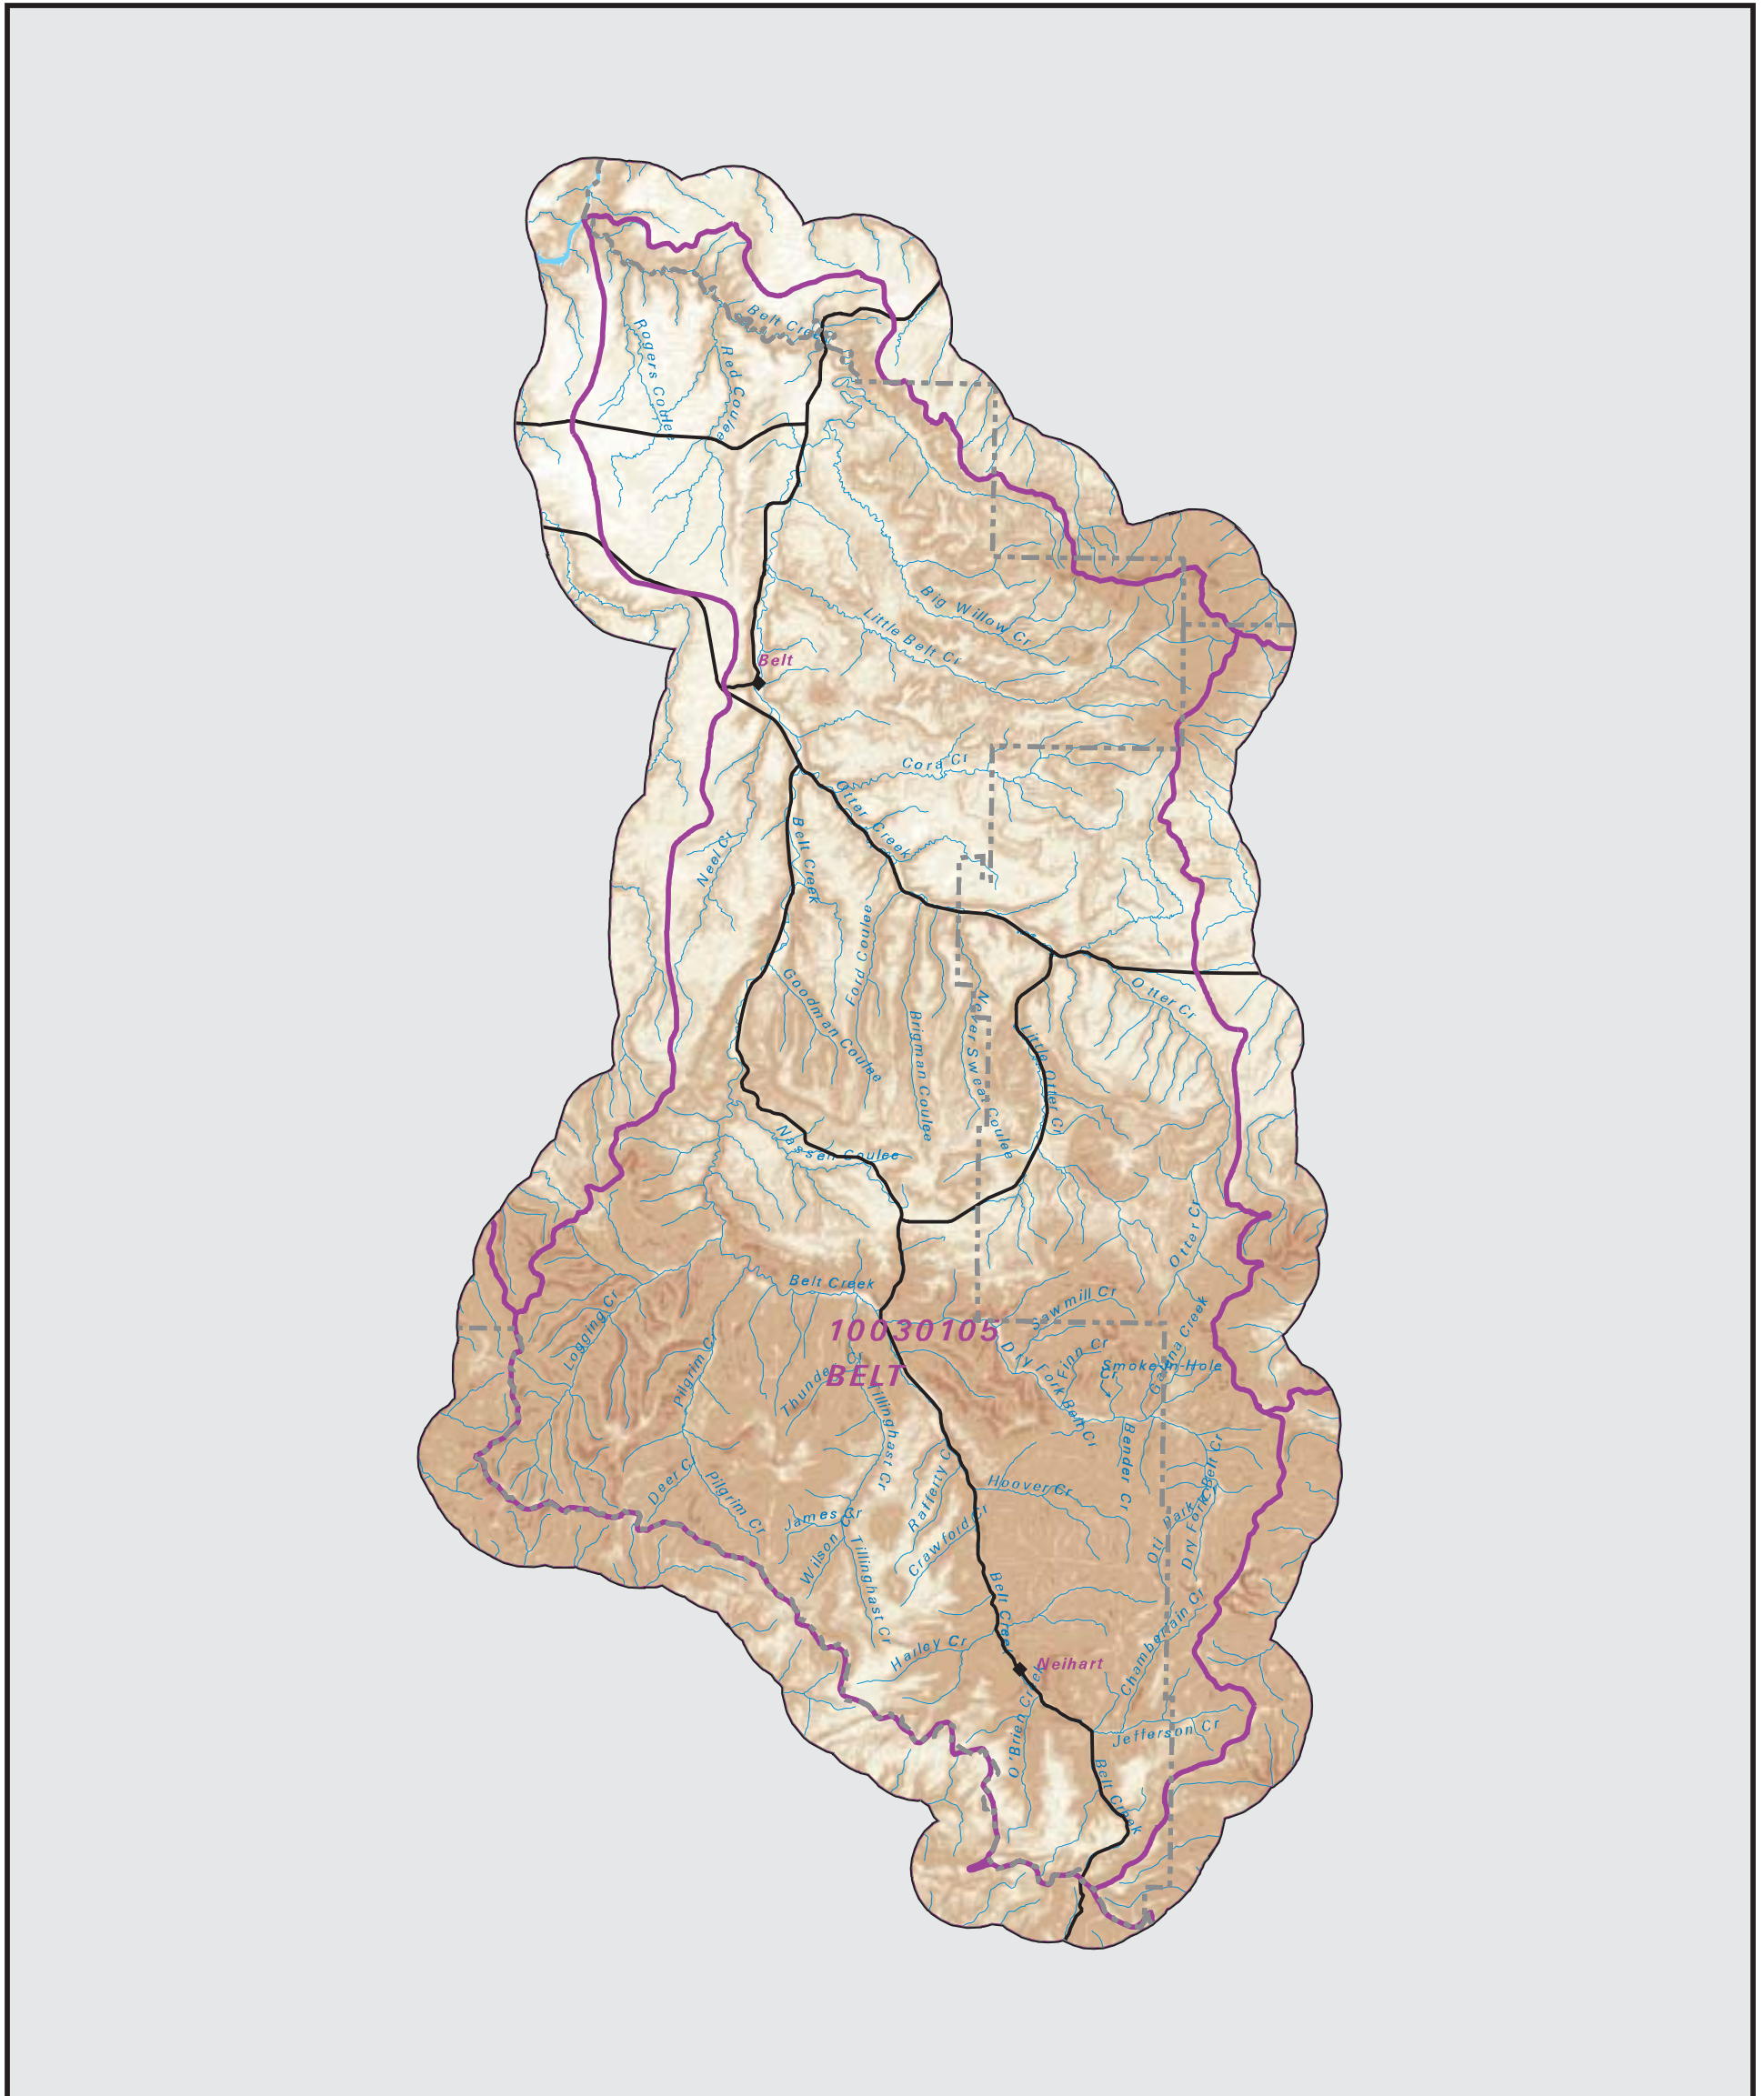 Belt Creek
Rogers Coulee
Red Coulee
Big Willow Cr
Little Belt Cr
Belt
Cora Cr
Otter Creek
Belt Creek
Neel Cr
Ford Coulee
Goodman Coulee
Otter Cr
Never Sweat Coulee
Brigman Coulee
Little Otter Cr
Nassen Coulee
Otter Cr
Belt Creek
Logging Cr
Sawmill Cr
10030105
BELT
Galena Creek
Pilgrim Cr
Thunder Cr
Dry Fork Belt Cr
Finn Cr
Smoke-In-Hole
Cr
Tillinghast Cr
Bender Cr
Deer Cr
Pilgrim Cr
Rafferty Cr
Hoover Cr
Dry Fork Belt Cr
Oti Park Cr
James Cr
Wilson Cr
Crawford Cr
Tillinghast Cr
Belt Creek
Harley Cr
Chamberlain Cr
Neihart
O'Brien Creek
Jefferson Cr
Belt Creek